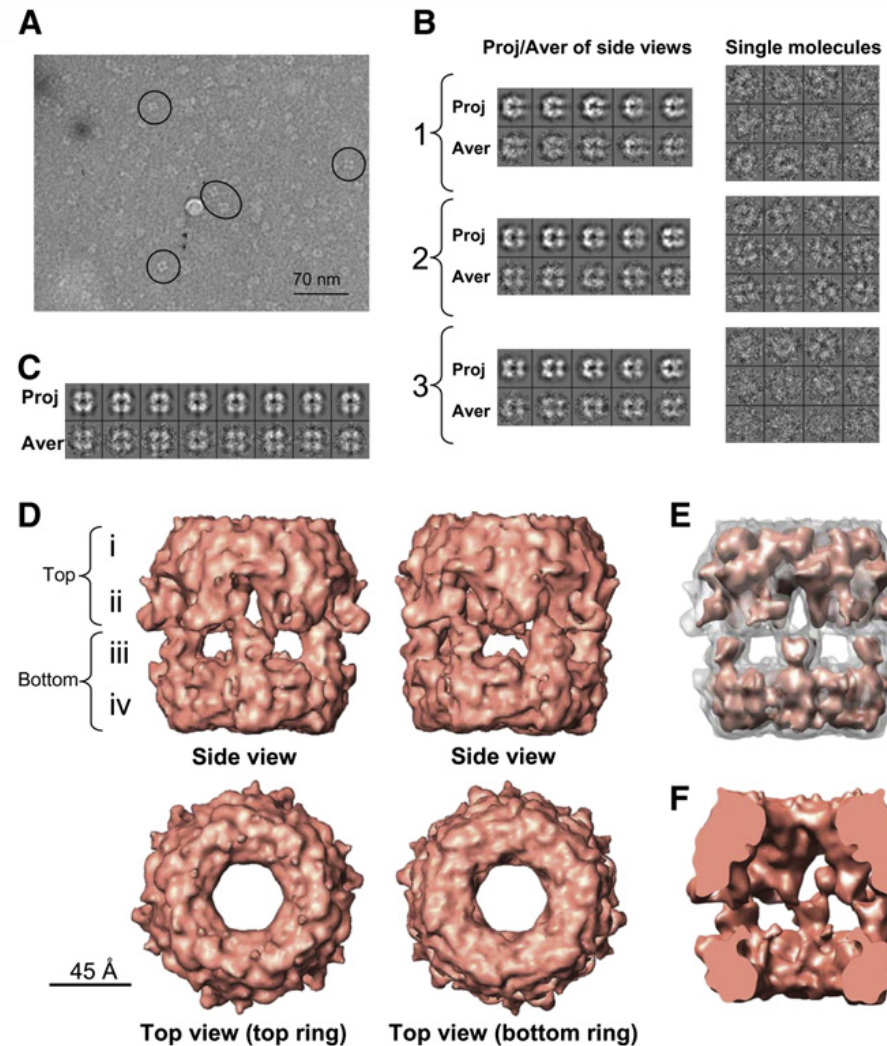 A
70 nm
B
Proj/Aver of side views
Single molecules
1
Proj
Aver
2
Proj
Aver
3
Proj
Aver
C
Proj
Aver
D
Top
i
ii
Bottom
iii
iv
Side view
Side view
E
F
45 Å
Top view (top ring)
Top view (bottom ring)